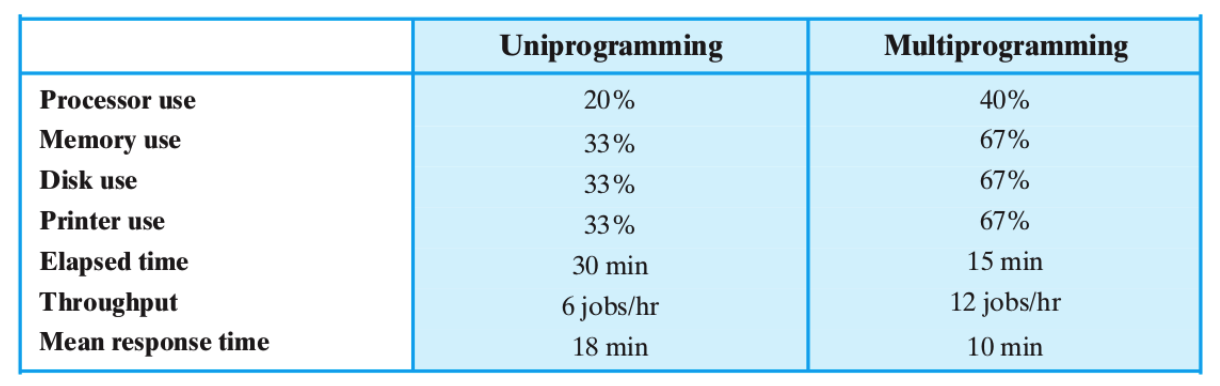 Uniprogramming Multiprogramming
Processor use 20% 40%
Memory use 33% 67%
Disk use 33% 67%
Printer use 33% 67%
Elapsed time 30 min 15 min
Throughput 6 jobs/hr 12 jobs/hr
Mean response time 18 min 10 min